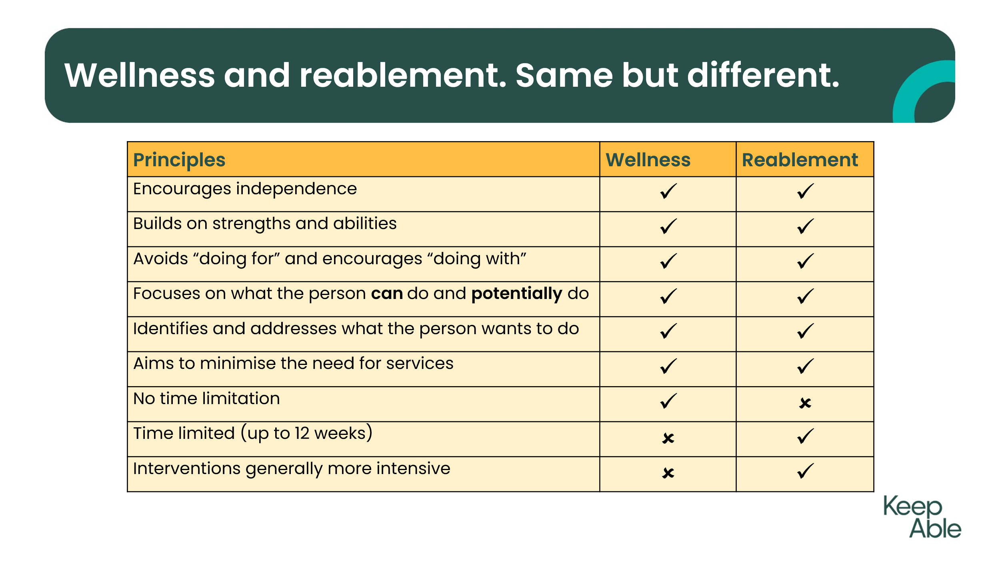 Wellness and reablement. Same but different.
Principles Wellness Reablement
Encourages independence ✓ ✓
Builds on strengths and abilities ✓ ✓
Avoids “doing for” and encourages “doing with” ✓ ✓
Focuses on what the person can do and potentially do ✓ ✓
Identifies and addresses what the person wants to do ✓ ✓
Aims to minimise the need for services ✓ ✓
No time limitation ✓ ✘
Time limited (up to 12 weeks) ✘ ✓
Interventions generally more intensive ✘ ✓
Keep
Able